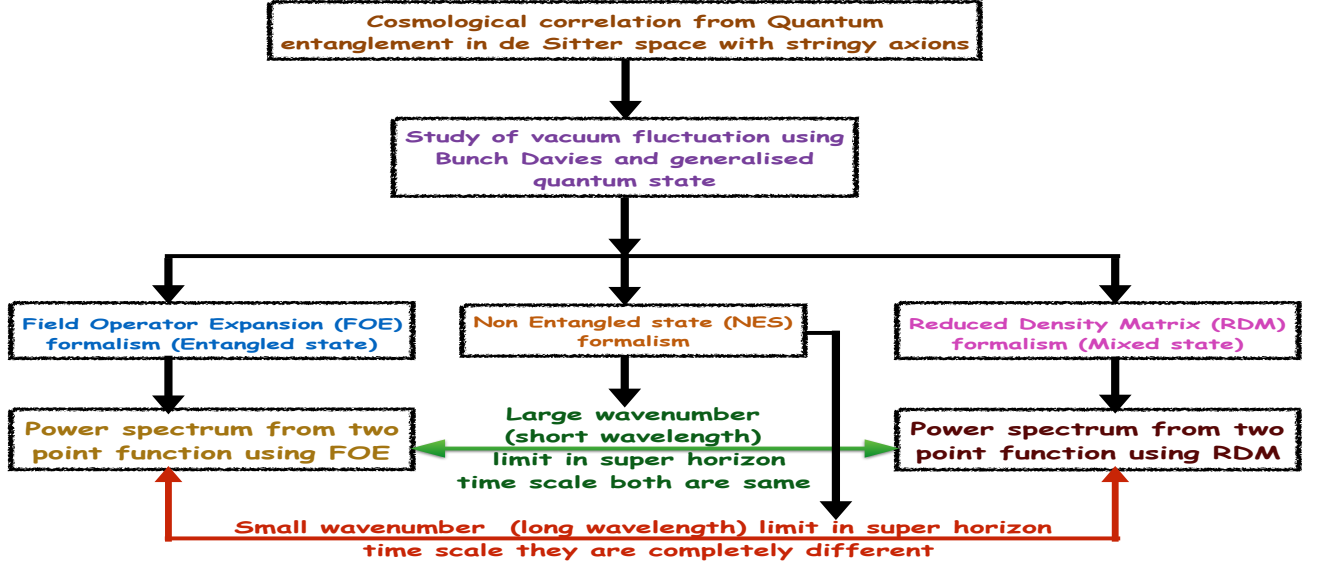 Cosmological correlation from Quantum
entanglement in de Sitter space with stringy axions
Study of vacuum fluctuation using
Bunch Davies and generalised
quantum state
Field Operator Expansion (FOE)
formalism (Entangled state)
Non Entangled state (NES)
formalism
Reduced Density Matrix (RDM)
formalism (Mixed state)
Power spectrum from two
point function using FOE
Large wavenumber
(short wavelength)
limit in super horizon
time scale both are same
Power spectrum from two
point function using RDM
Small wavenumber (long wavelength) limit in super horizon
time scale they are completely different